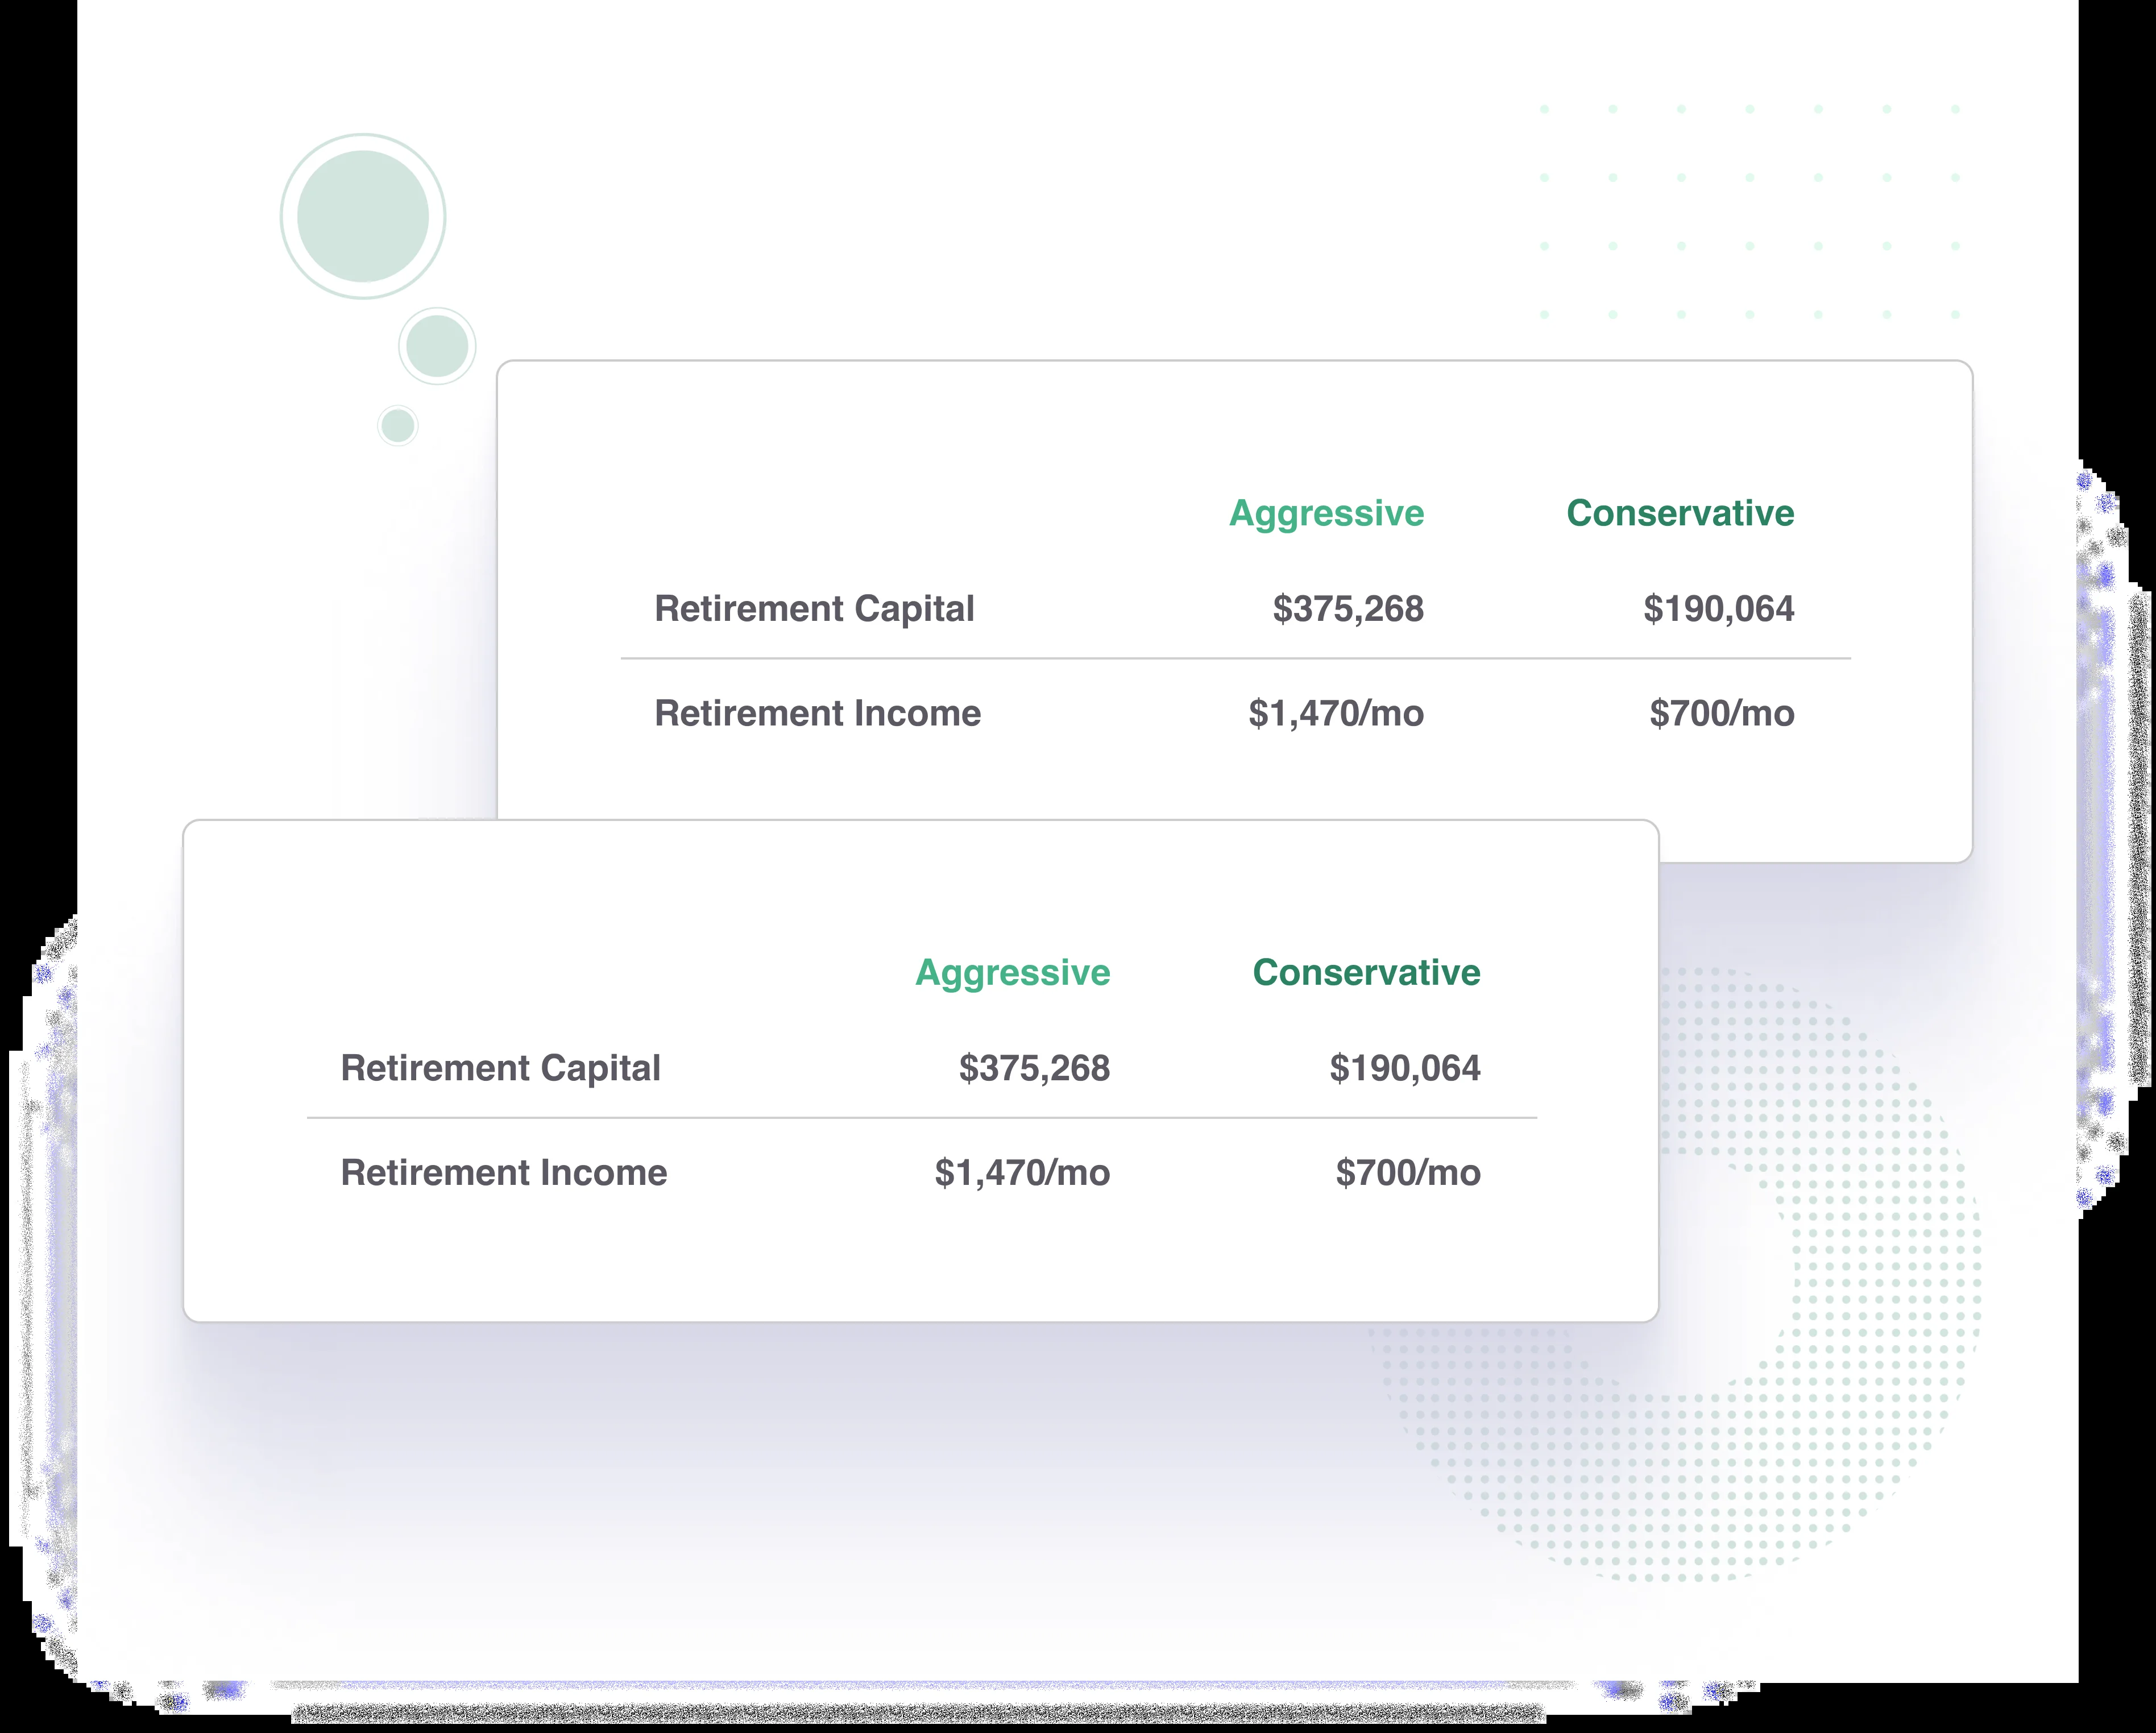 Aggressive Conservative
Retirement Capital $375,268 $190,064
Retirement Income $1,470/mo $700/mo
Aggressive Conservative
Retirement Capital $375,268 $190,064
Retirement Income $1,470/mo $700/mo